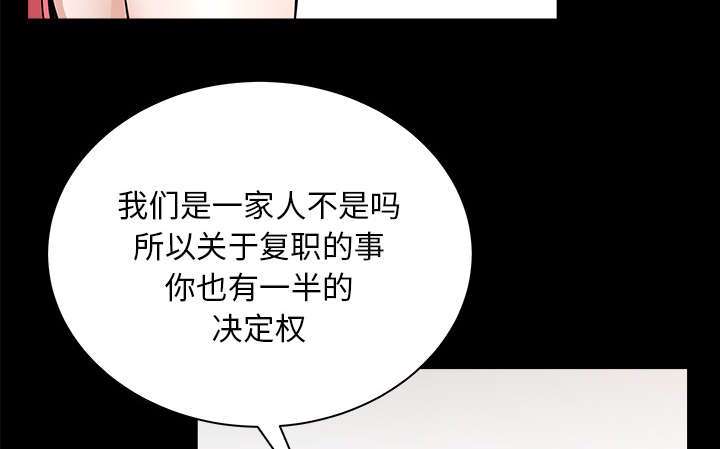 我们是一家人不是吗
所以关于复职的事
你也有一半的
决定权